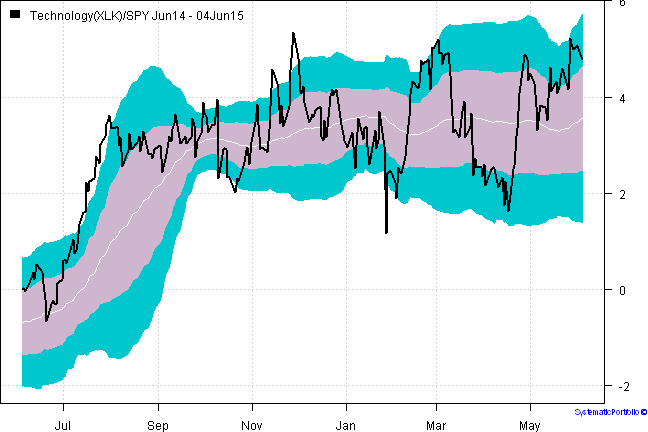 Technology(XLK)/SPY Jun14 - 04Jun15
6
4
2
0
-2
Jul Sep Nov Jan Mar May
SystematicPortfolio ©